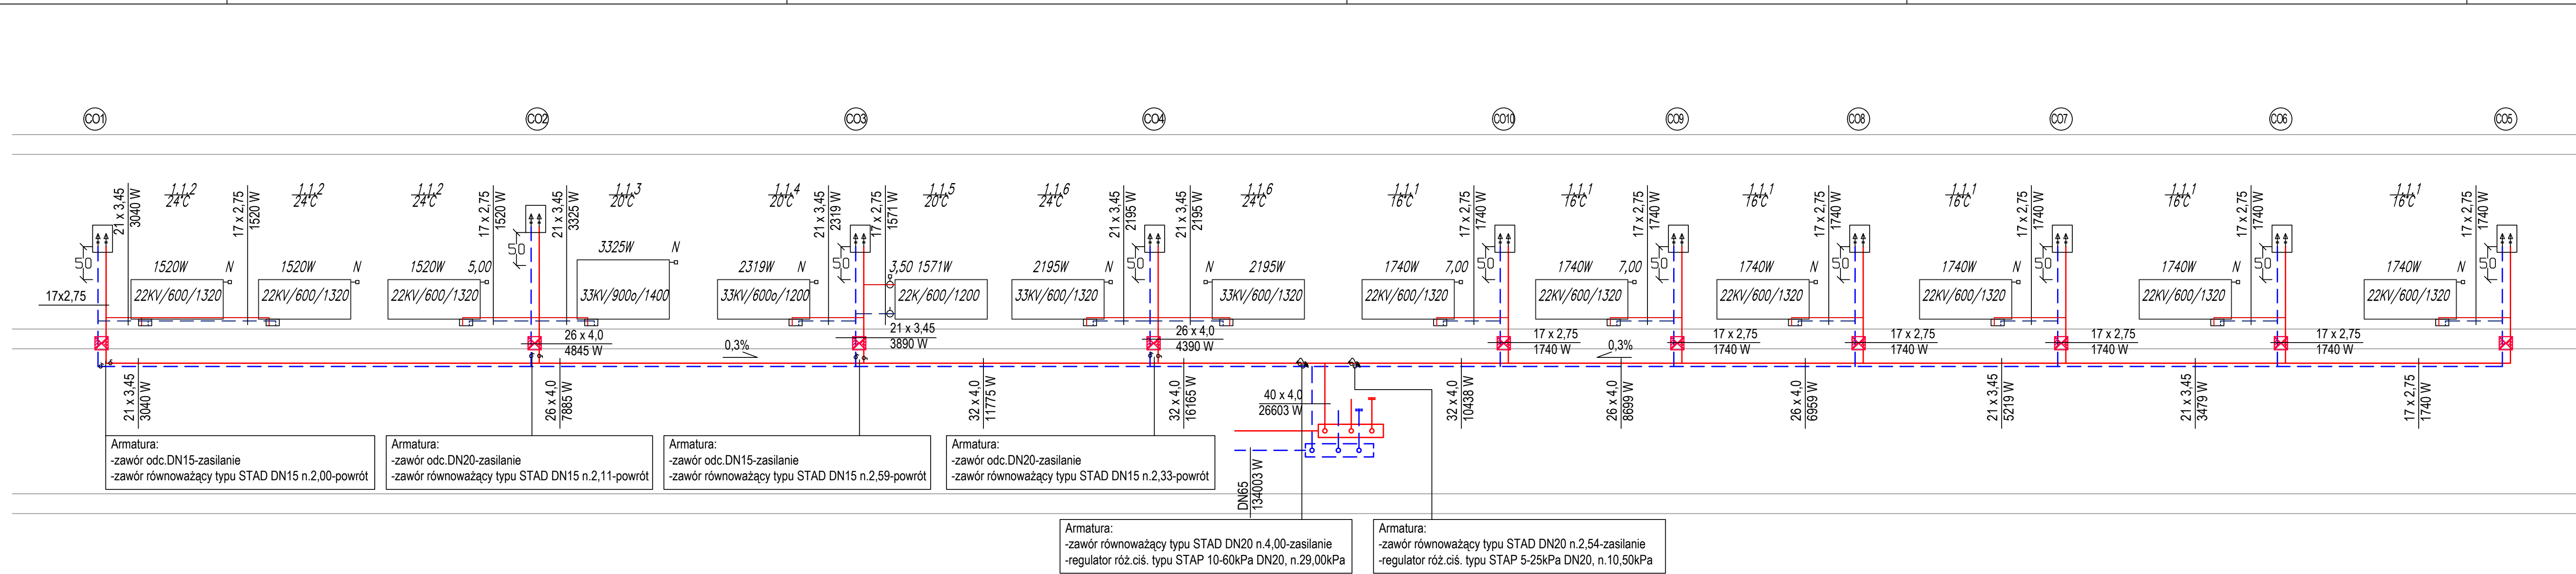 CO1
CO2
CO3
CO4
CO10
CO9
CO8
CO7
CO6
CO5
21 x 3,45
3040 W
1.1.2
24°C
17 x 2,75
1520 W
1.1.2
24°C
1.1.2
24°C
17 x 2,75
1520 W
21 x 3,45
3325 W
1.1.3
20°C
1.1.4
20°C
21 x 3,45
2319 W
17 x 2,75
1571 W
1.1.5
20°C
1.1.6
24°C
21 x 3,45
2195 W
21 x 3,45
2195 W
1.1.6
24°C
1.1.1
16°C
17 x 2,75
1740 W
1.1.1
16°C
17 x 2,75
1740 W
1.1.1
16°C
17 x 2,75
1740 W
1.1.1
16°C
17 x 2,75
1740 W
1.1.1
16°C
17 x 2,75
1740 W
1.1.1
16°C
17 x 2,75
1740 W
50
50
50
50
50
50
50
50
50
50
1520W N
1520W N
1520W 5,00
3325W N
2319W N
3,50 1571W
2195W N
N 2195W
1740W 7,00
1740W 7,00
1740W N
1740W N
1740W N
1740W N
17x2,75
22KV/600/1320
22KV/600/1320
22KV/600/1320
33KV/900o/1400
33KV/600o/1200
22K/600/1200
33KV/600/1320
33KV/600/1320
22KV/600/1320
22KV/600/1320
22KV/600/1320
22KV/600/1320
22KV/600/1320
22KV/600/1320
26 x 4,0
4845 W
0,3%
21 x 3,45
3890 W
26 x 4,0
4390 W
17 x 2,75
1740 W
0,3%
17 x 2,75
1740 W
17 x 2,75
1740 W
17 x 2,75
1740 W
17 x 2,75
1740 W
21 x 3,45
3040 W
26 x 4,0
7885 W
32 x 4,0
11775 W
32 x 4,0
16165 W
40 x 4,0
26603 W
32 x 4,0
10438 W
26 x 4,0
8699 W
26 x 4,0
6959 W
21 x 3,45
5219 W
21 x 3,45
3479 W
17 x 2,75
1740 W
Armatura:
-zawór odc.DN15-zasilanie
-zawór równoważący typu STAD DN15 n.2,00-powrót
Armatura:
-zawór odc.DN20-zasilanie
-zawór równoważący typu STAD DN15 n.2,11-powrót
Armatura:
-zawór odc.DN15-zasilanie
-zawór równoważący typu STAD DN15 n.2,59-powrót
Armatura:
-zawór odc.DN20-zasilanie
-zawór równoważący typu STAD DN15 n.2,33-powrót
DN65
134003 W
Armatura:
-zawór równoważący typu STAD DN20 n.4,00-zasilanie
-regulator róż.ciś. typu STAP 10-60kPa DN20, n.29,00kPa
Armatura:
-zawór równoważący typu STAD DN20 n.2,54-zasilanie
-regulator róż.ciś. typu STAP 5-25kPa DN20, n.10,50kPa